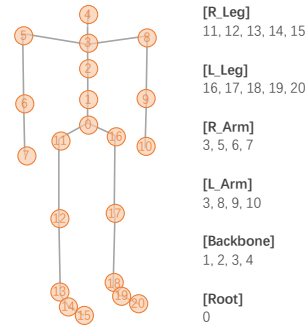 4
5 3 8
2
6 1 9
0
7 11 16 10
12 17
13 18
14 19 20
15
[R_Leg]
11, 12, 13, 14, 15
[L_Leg]
16, 17, 18, 19, 20
[R_Arm]
3, 5, 6, 7
[L_Arm]
3, 8, 9, 10
[Backbone]
1, 2, 3, 4
[Root]
0